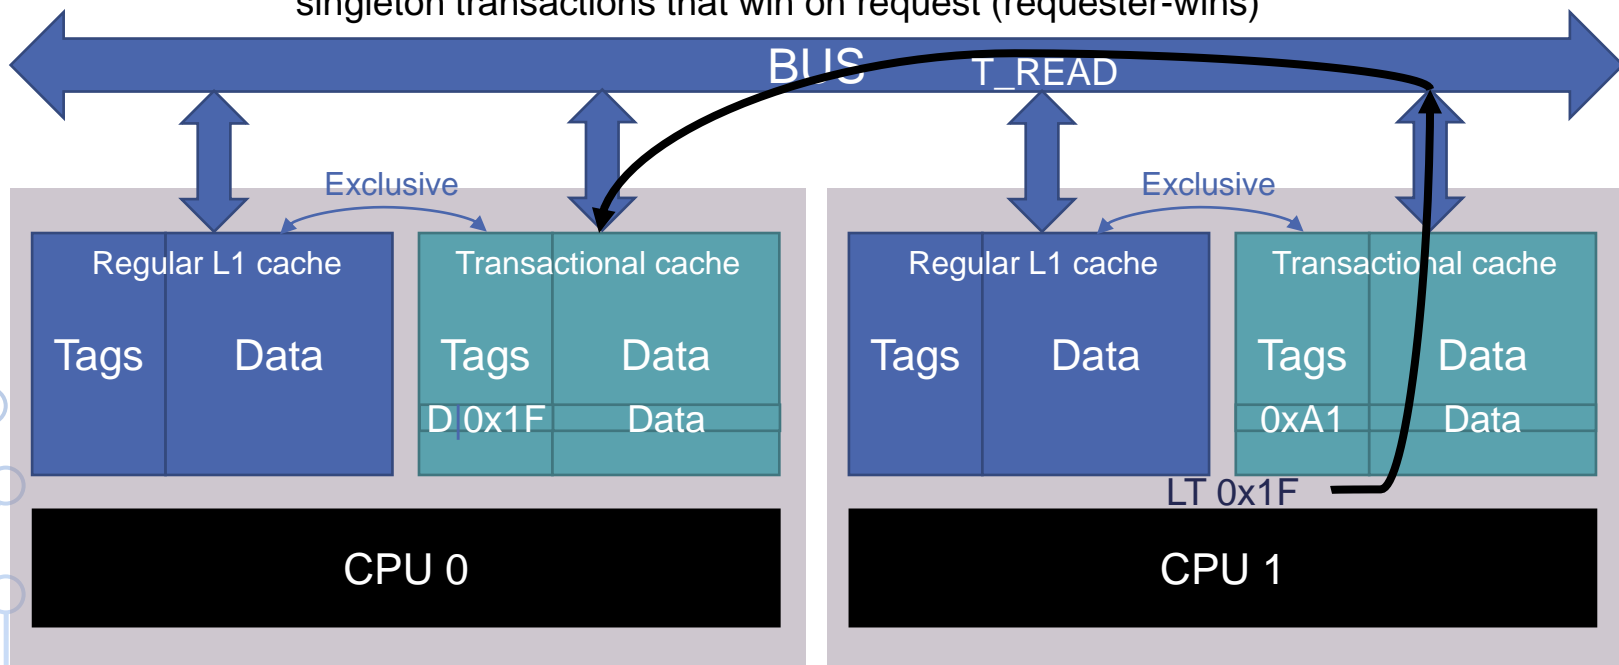 singleton transactions that win on request (requester-wins)
BUS
T_READ
Exclusive
Exclusive
Regular L1 cache
Transactional cache
Regular L1 cache
Transactional cache
Tags
Data
Tags
Data
Tags
Data
Tags
Data
D|0x1F
Data
0xA1
Data
LT 0x1F
CPU 0
CPU 1